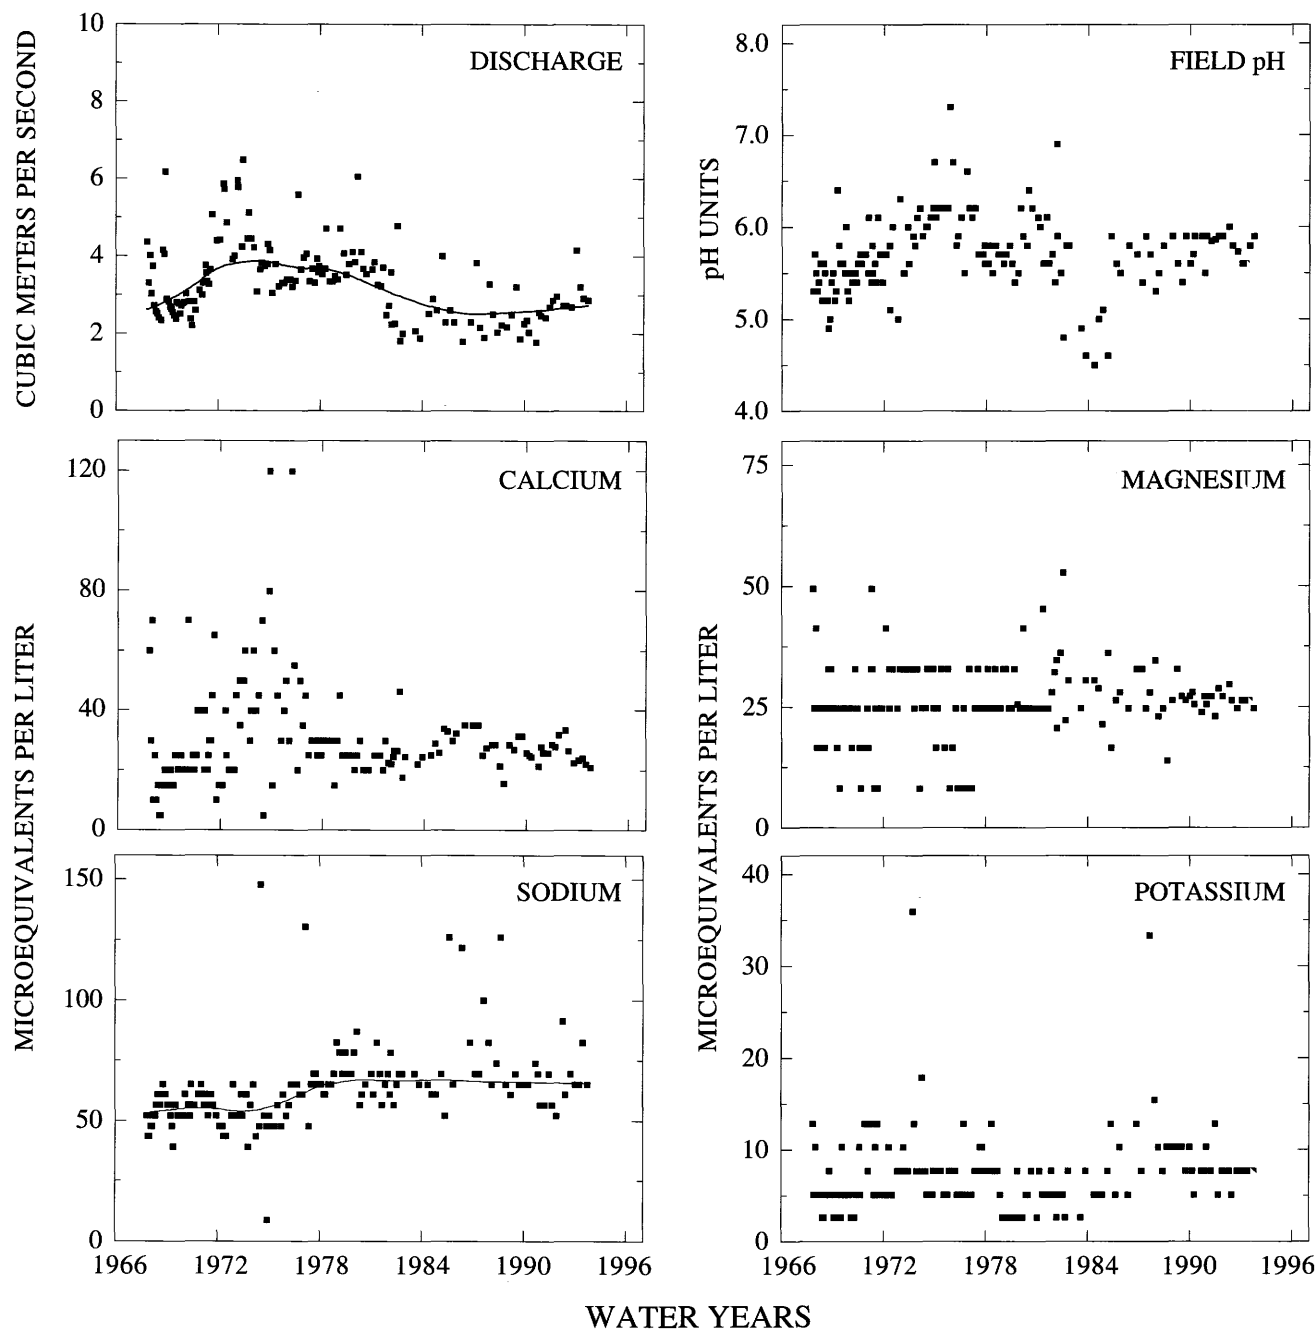 CUBIC METERS PER SECOND
10
8
6
4
2
0
DISCHARGE
pH UNITS
8.0
7.0
6.0
5.0
4.0
FIELD pH
MICROEQUIVALENTS PER LITER
120
80
40
0
CALCIUM
MICROEQUIVALENTS PER LITER
75
50
25
0
MAGNESIUM
150
100
50
0
SODIUM
1966 1972 1978 1984 1990 1996
40
30
20
10
0
POTASSIUM
1966 1972 1978 1984 1990 1996
WATER YEARS